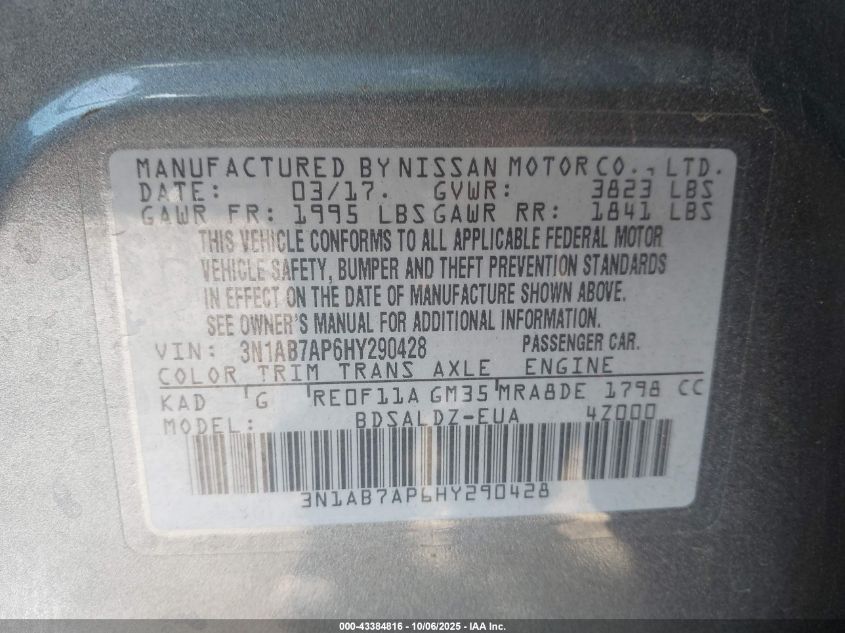 MANUFACTURED BY NISSAN MOTOR CO., LTD.
DATE: 03/17. GVWR: 3823 LBS
GAWR FR: 1995 LBS GAWR RR: 1841 LBS
THIS VEHICLE CONFORMS TO ALL APPLICABLE FEDERAL MOTOR
VEHICLE SAFETY, BUMPER AND THEFT PREVENTION STANDARDS
IN EFFECT ON THE DATE OF MANUFACTURE SHOWN ABOVE.
SEE OWNER'S MANUAL FOR ADDITIONAL INFORMATION.
VIN: 3N1AB7AP6HY290428 PASSENGER CAR.
COLOR TRIM TRANS AXLE ENGINE
KAD G RE0F11A GM35 MRA8DE 1798 CC
MODEL: BDSALDZ-EUA 4Z000
3N1AB7AP6HY290428
000-43384816 - 10/06/2025 - IAA Inc.